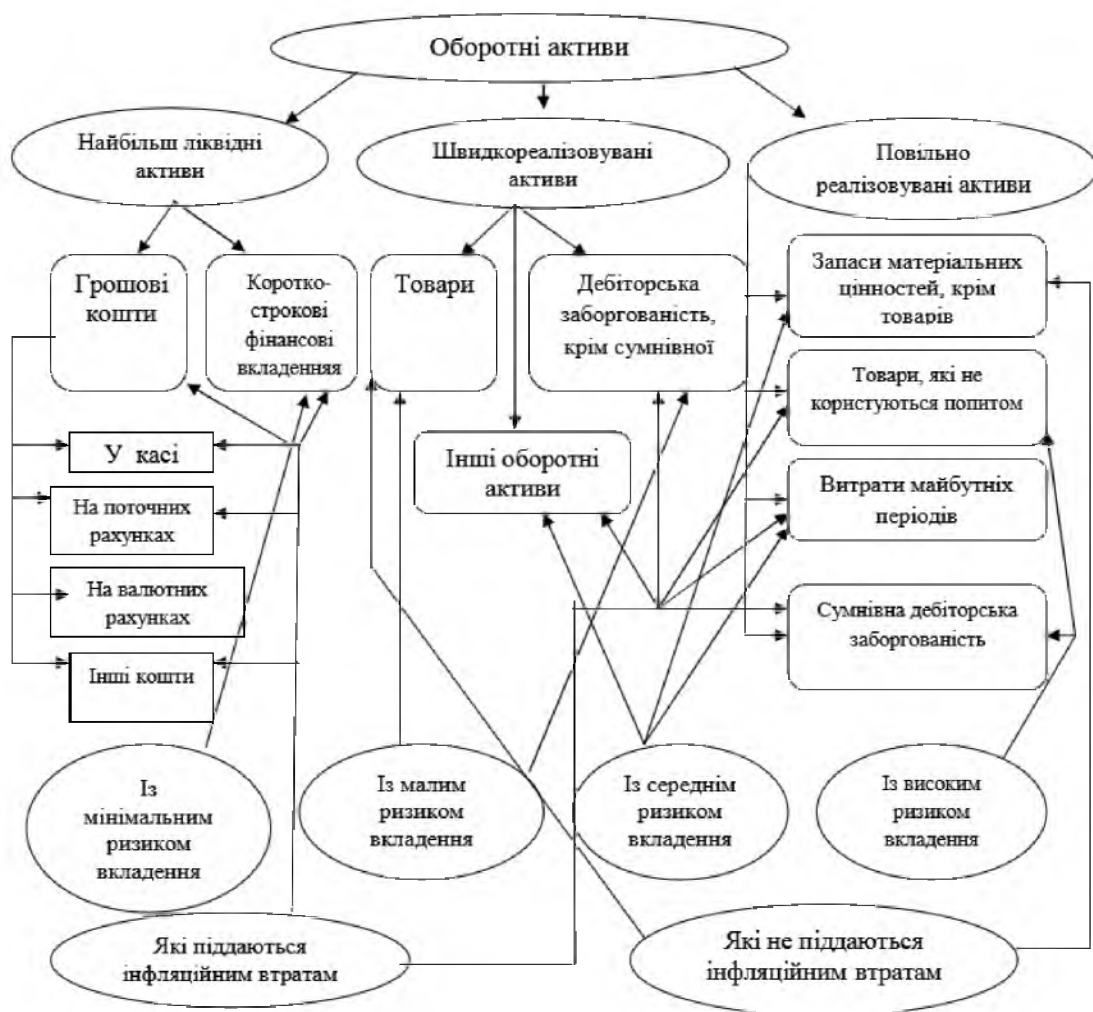 Оборотні активи
Найбільш ліквідні
активи
Швидкореалізовувані
активи
Повільно
реалізовувані активи
Грошові
кошти
Коротко-
строкові
фінансові
вкладенняя
Товари
Дебіторська
заборгованість,
крім сумнівної
Запаси матеріальних
цінностей, крім
товарів
Товари, які не
користуються попитом
Інші оборотні
активи
Витрати майбутніх
періодів
Сумнівна дебіторська
заборгованість
У касі
На поточних
рахунках
На валютних
рахунках
Інші кошти
Із
мінімальним
ризиком
вкладення
Із малим
ризиком
вкладення
Із середнім
ризиком
вкладення
Із високим
ризиком
вкладення
Які піддаються
інфляційним втратам
Які не піддаються
інфляційним втратам